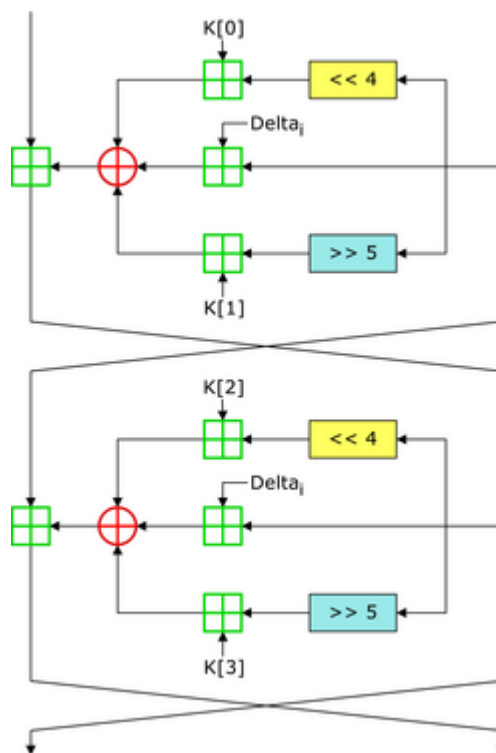 K[0]
<< 4
Delta_i
>> 5
K[1]
K[2]
<< 4
Delta_i
>> 5
K[3]